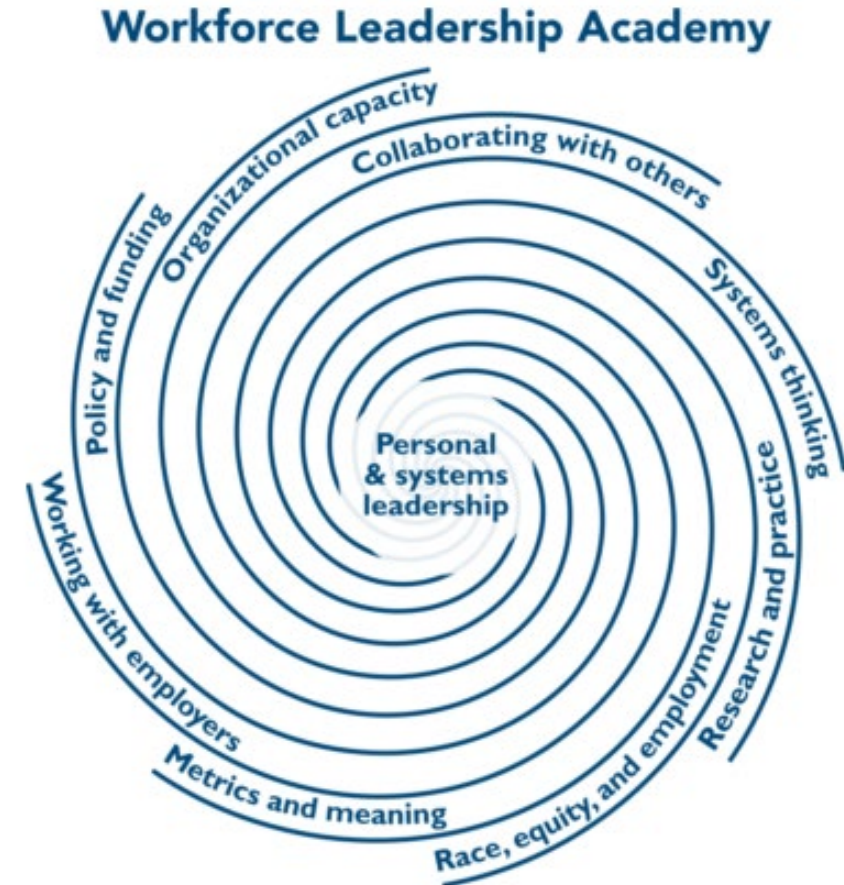 Workforce Leadership Academy
Organizational capacity
Collaborating with others
Systems thinking
Policy and funding
Personal
& systems
leadership
Research and practice
Working with employers
Race, equity, and employment
Metrics and meaning